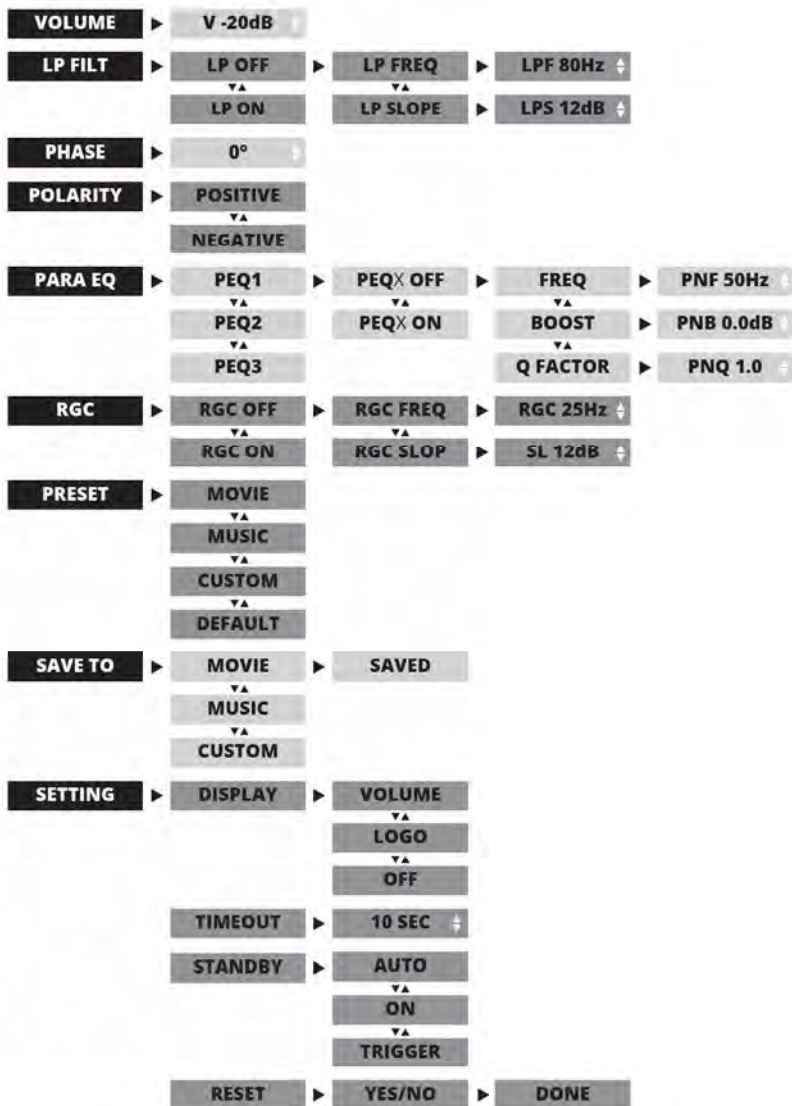 VOLUME V -20dB
LP FILT LP OFF LP FREQ LPF 80Hz
LP ON LP SLOPE LPS 12dB
PHASE 0°
POLARITY POSITIVE
NEGATIVE
PARA EQ PEQ1 PEQX OFF FREQ PNF 50Hz
PEQ2 PEQX ON BOOST PNB 0.0dB
PEQ3 Q FACTOR PNQ 1.0
RGC RGC OFF RGC FREQ RGC 25Hz
RGC ON RGC SLOP SL 12dB
PRESET MOVIE
MUSIC
CUSTOM
DEFAULT
SAVE TO MOVIE SAVED
MUSIC
CUSTOM
SETTING DISPLAY VOLUME
LOGO
OFF
TIMEOUT 10 SEC
STANDBY AUTO
ON
TRIGGER
RESET YES/NO DONE